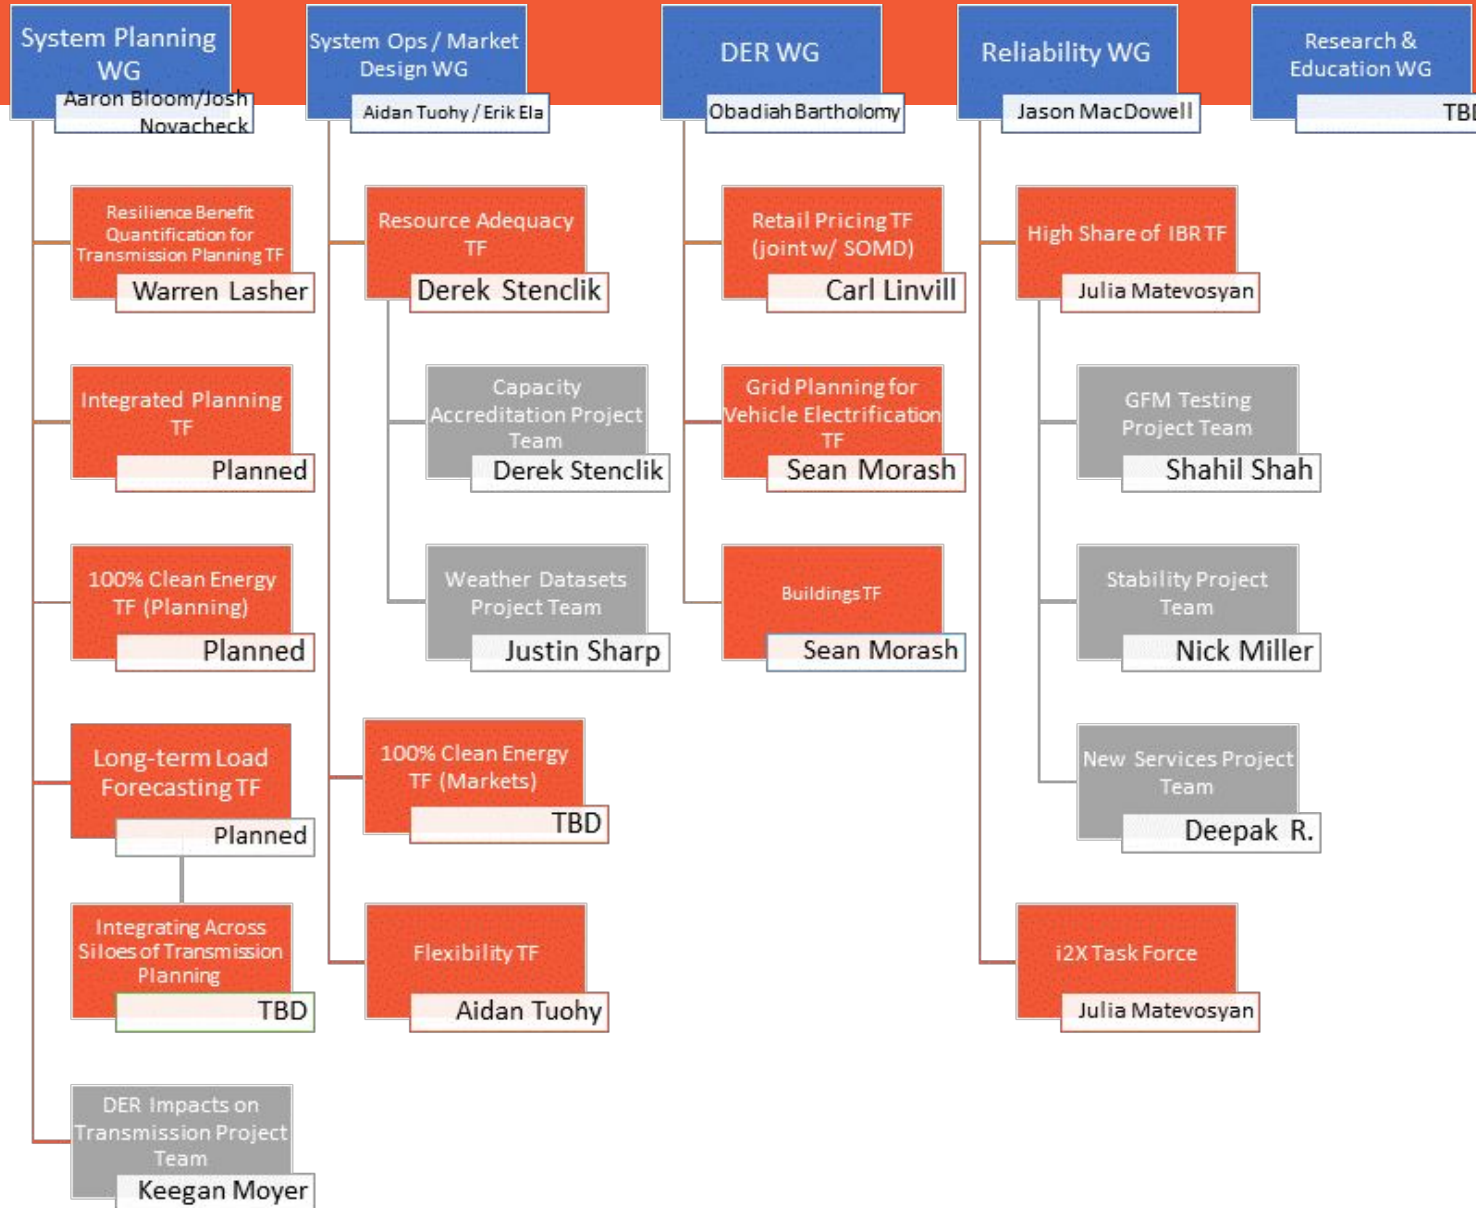 System Planning
WG
Aaron Bloom/Josh
Novacheck
Resilience Benefit
Quantification for
Transmission Planning TF
Warren Lasher
Integrated Planning
TF
Planned
100% Clean Energy
TF (Planning)
Planned
Long-term Load
Forecasting TF
Planned
Integrating Across
Siloes of Transmission
Planning
TBD
DER Impacts on
Transmission Project
Team
Keegan Moyer
System Ops / Market
Design WG
Aidan Tuohy / Erik Ela
Resource Adequacy
TF
Derek Stenclik
Capacity
Accreditation Project
Team
Derek Stenclik
Weather Datasets
Project Team
Justin Sharp
100% Clean Energy
TF (Markets)
TBD
Flexibility TF
Aidan Tuohy
DER WG
Obadiah Bartholomy
Retail Pricing TF
(joint w/ SOMD)
Carl Linvill
Grid Planning for
Vehicle Electrification
TF
Sean Morash
Buildings TF
Sean Morash
Reliability WG
Jason MacDowell
High Share of IBR TF
Julia Matevosyan
GFM Testing
Project Team
Shahil Shah
Stability Project
Team
Nick Miller
New Services Project
Team
Deepak R.
i2X Task Force
Julia Matevosyan
Research &
Education WG
TBD